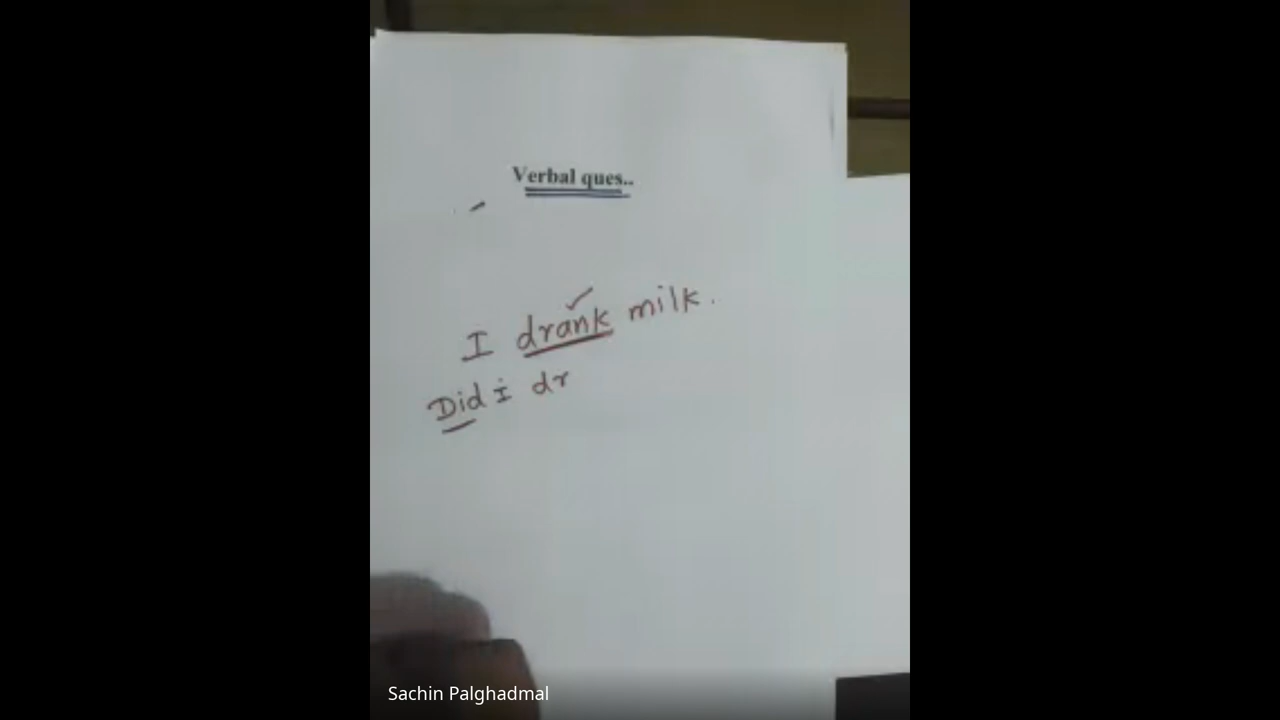 Verbal ques..
I drank milk.
Did i dr
Sachin Palghadmal